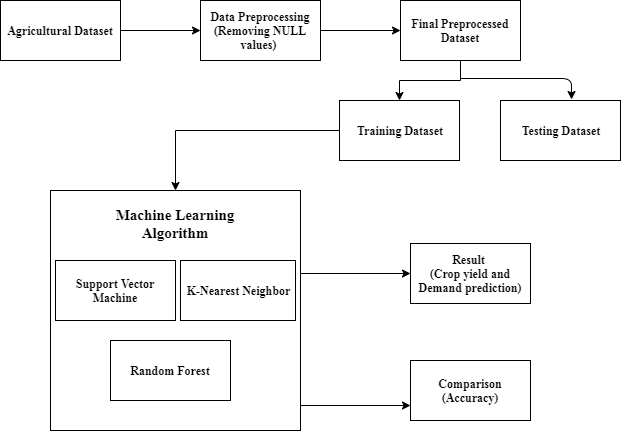 Agricultural Dataset
Data Preprocessing
(Removing NULL
values)
Final Preprocessed
Dataset
Training Dataset
Testing Dataset
Machine Learning
Algorithm
Support Vector
Machine
K-Nearest Neighbor
Random Forest
Result
(Crop yield and
Demand prediction)
Comparison
(Accuracy)